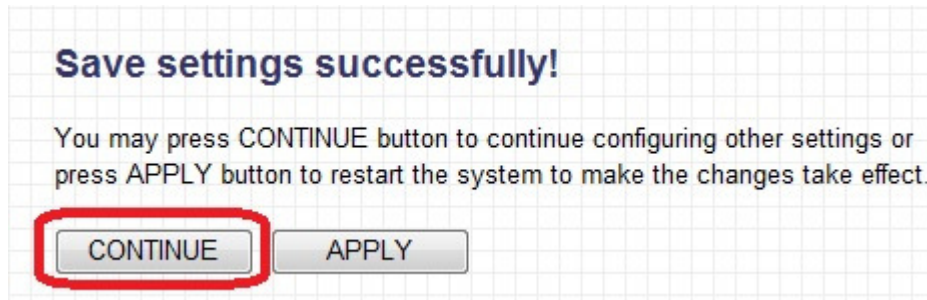 Save settings successfully!
You may press CONTINUE button to continue configuring other settings or
press APPLY button to restart the system to make the changes take effect.
CONTINUE APPLY